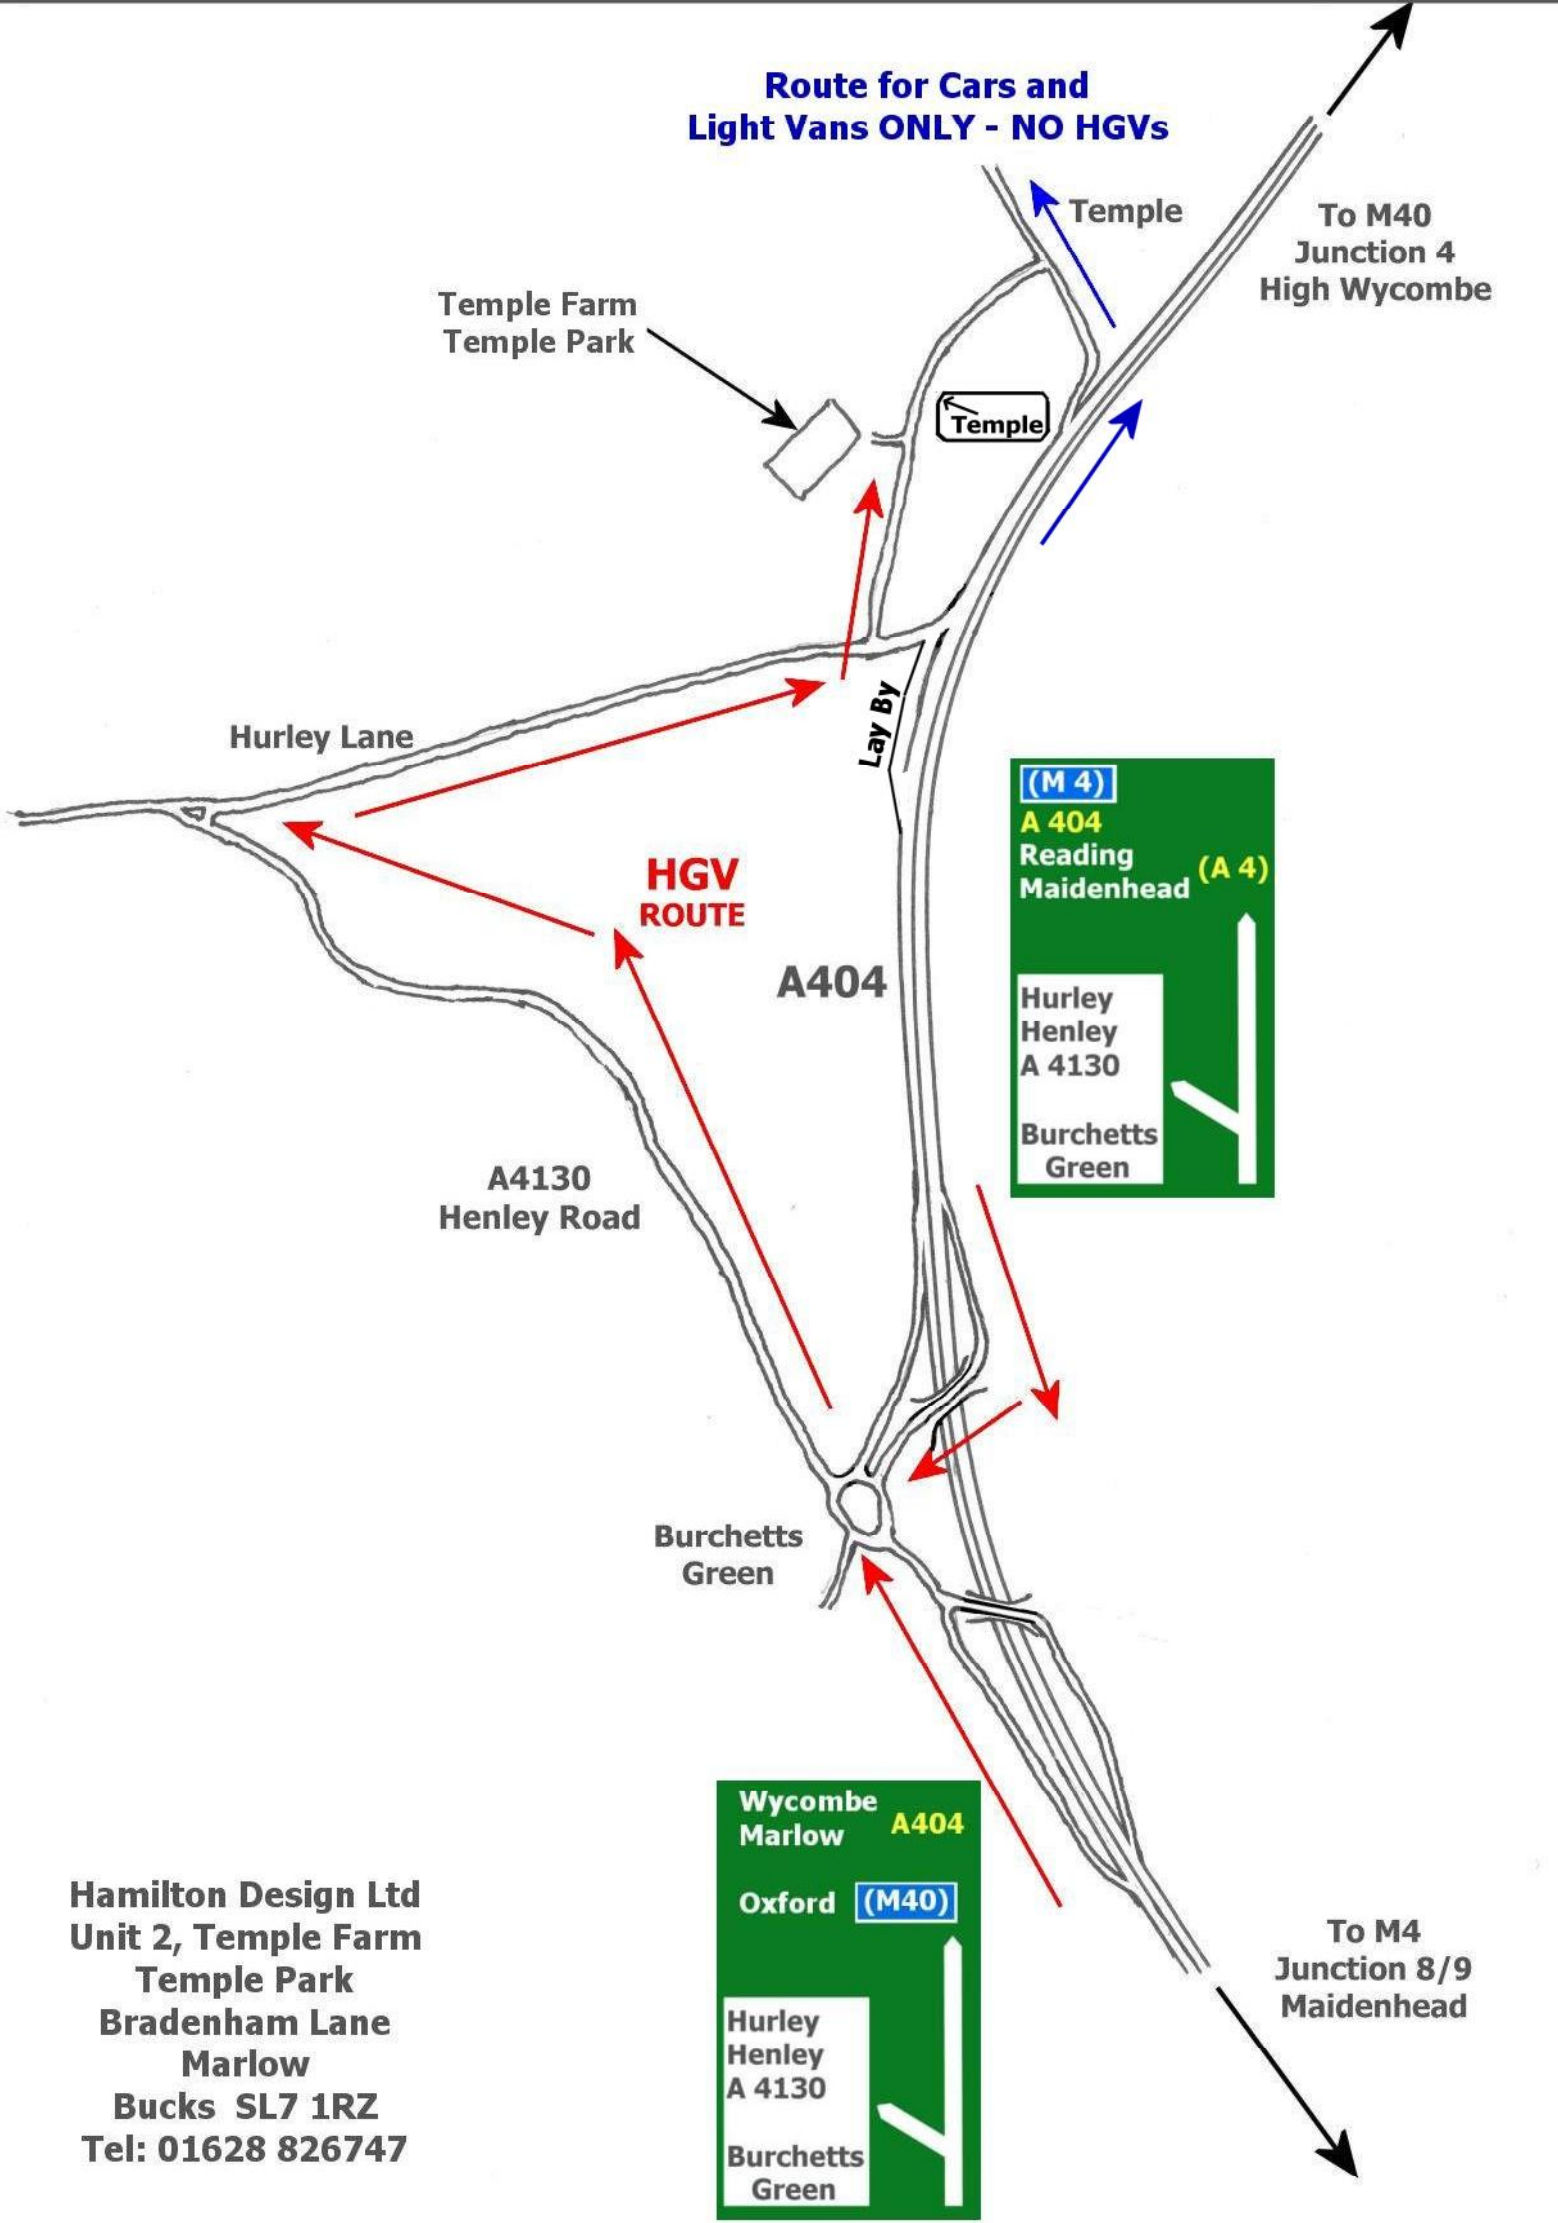 Route for Cars and
Light Vans ONLY - NO HGVs
Temple
To M40
Junction 4
High Wycombe
Temple Farm
Temple Park
Temple
Lay By
Hurley Lane
(M 4)
A 404
Reading
Maidenhead
(A 4)
Hurley
Henley
A 4130
Burchetts
Green
HGV
ROUTE
A404
A4130
Henley Road
Burchetts
Green
Wycombe
Marlow
A404
Oxford (M40)
Hurley
Henley
A 4130
Burchetts
Green
Hamilton Design Ltd
Unit 2, Temple Farm
Temple Park
Bradenham Lane
Marlow
Bucks SL7 1RZ
Tel: 01628 826747
To M4
Junction 8/9
Maidenhead